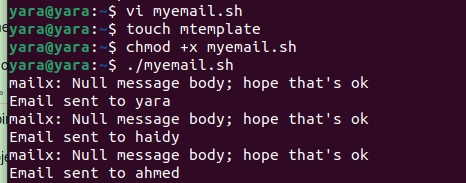 yara@yara:~$ vi myemail.sh
yara@yara:~$ touch mtemplate
yara@yara:~$ chmod +x myemail.sh
yara@yara:~$ ./myemail.sh
mailx: Null message body; hope that's ok
Email sent to yara
mailx: Null message body; hope that's ok
Email sent to haidy
mailx: Null message body; hope that's ok
Email sent to ahmed